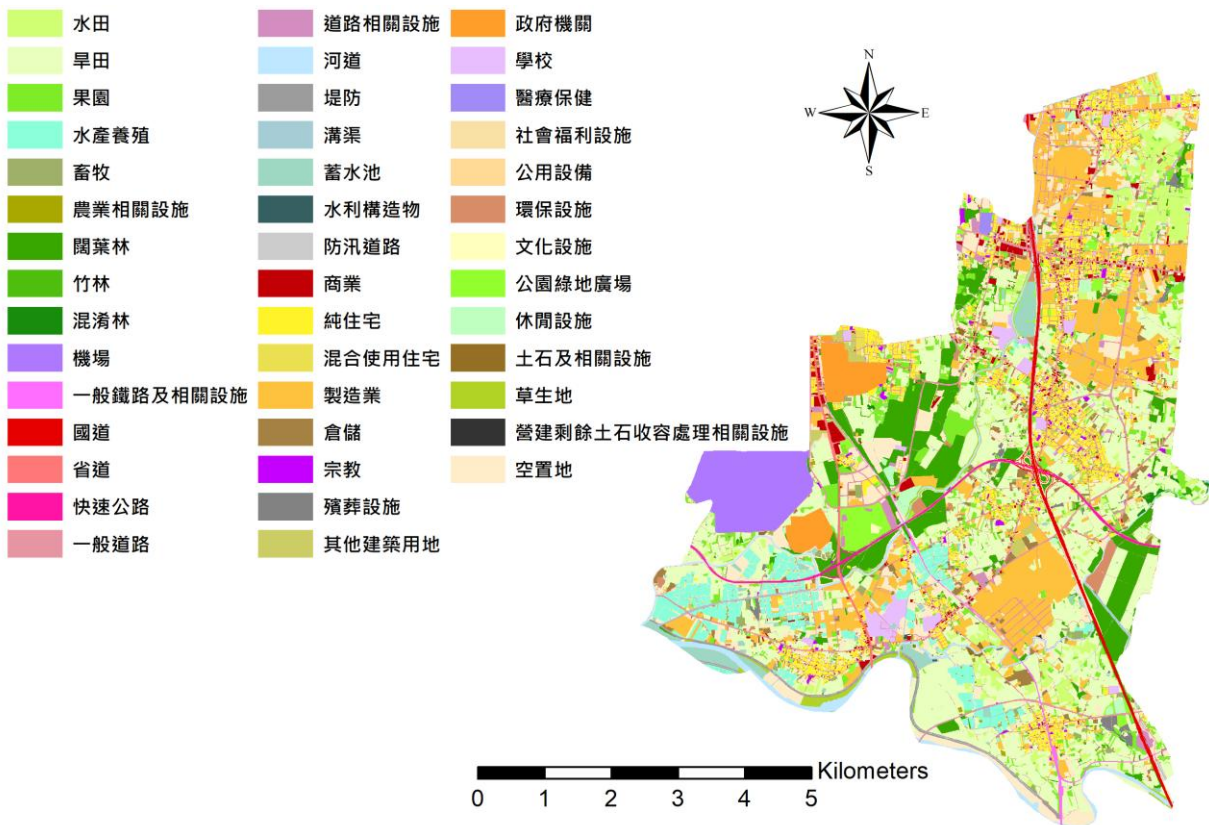 水田
旱田
果園
水產養殖
畜牧
農業相關設施
闊葉林
竹林
混淆林
機場
一般鐵路及相關設施
國道
省道
快速公路
一般道路
道路相關設施
河道
堤防
溝渠
蓄水池
水利構造物
防汛道路
商業
純住宅
混合使用住宅
製造業
倉儲
宗教
殯葬設施
其他建築用地
政府機關
學校
醫療保健
社會福利設施
公用設備
環保設施
文化設施
公園綠地廣場
休閒設施
土石及相關設施
草生地
營建剩餘土石收容處理相關設施
空置地
N
W E
S
Kilometers
0 1 2 3 4 5